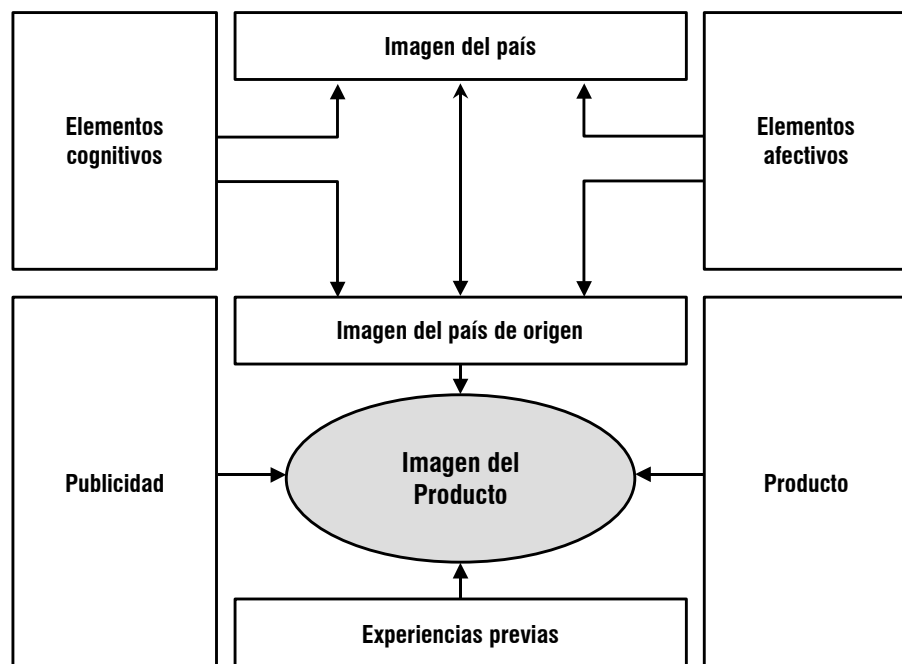 Imagen del país
Elementos
cognitivos
Elementos
afectivos
Imagen del país de origen
Publicidad
Imagen del
Producto
Producto
Experiencias previas